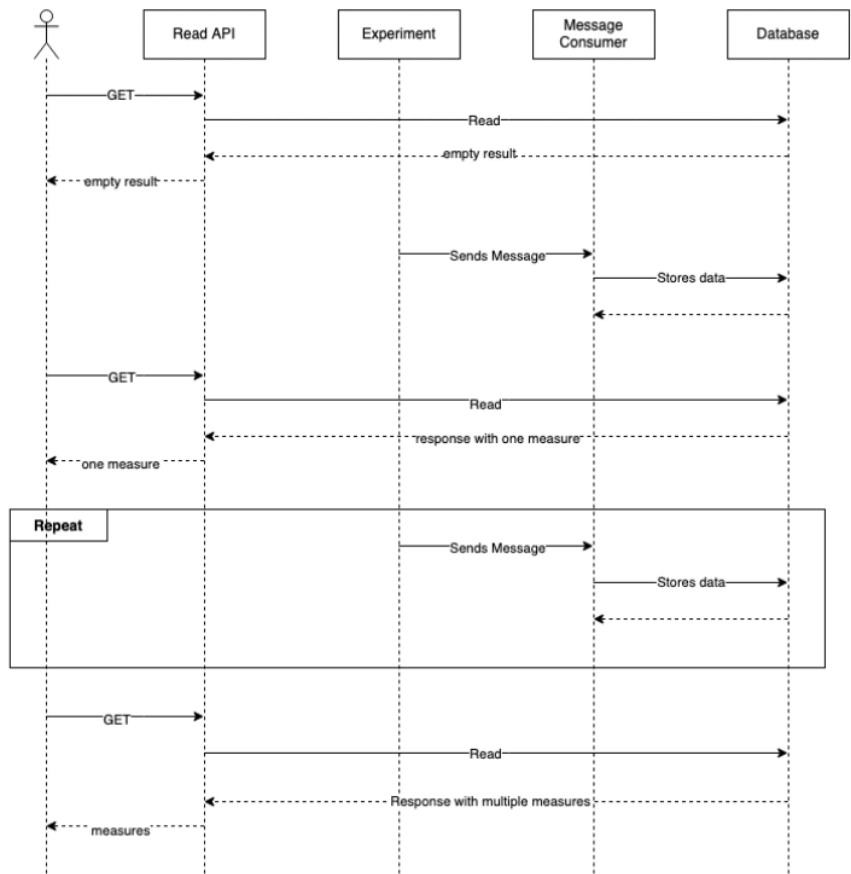 Read API
Experiment
Message
Consumer
Database
GET
Read
empty result
empty result
Sends Message
Stores data
GET
Read
response with one measure
one measure
Repeat
Sends Message
Stores data
GET
Read
Response with multiple measures
measures